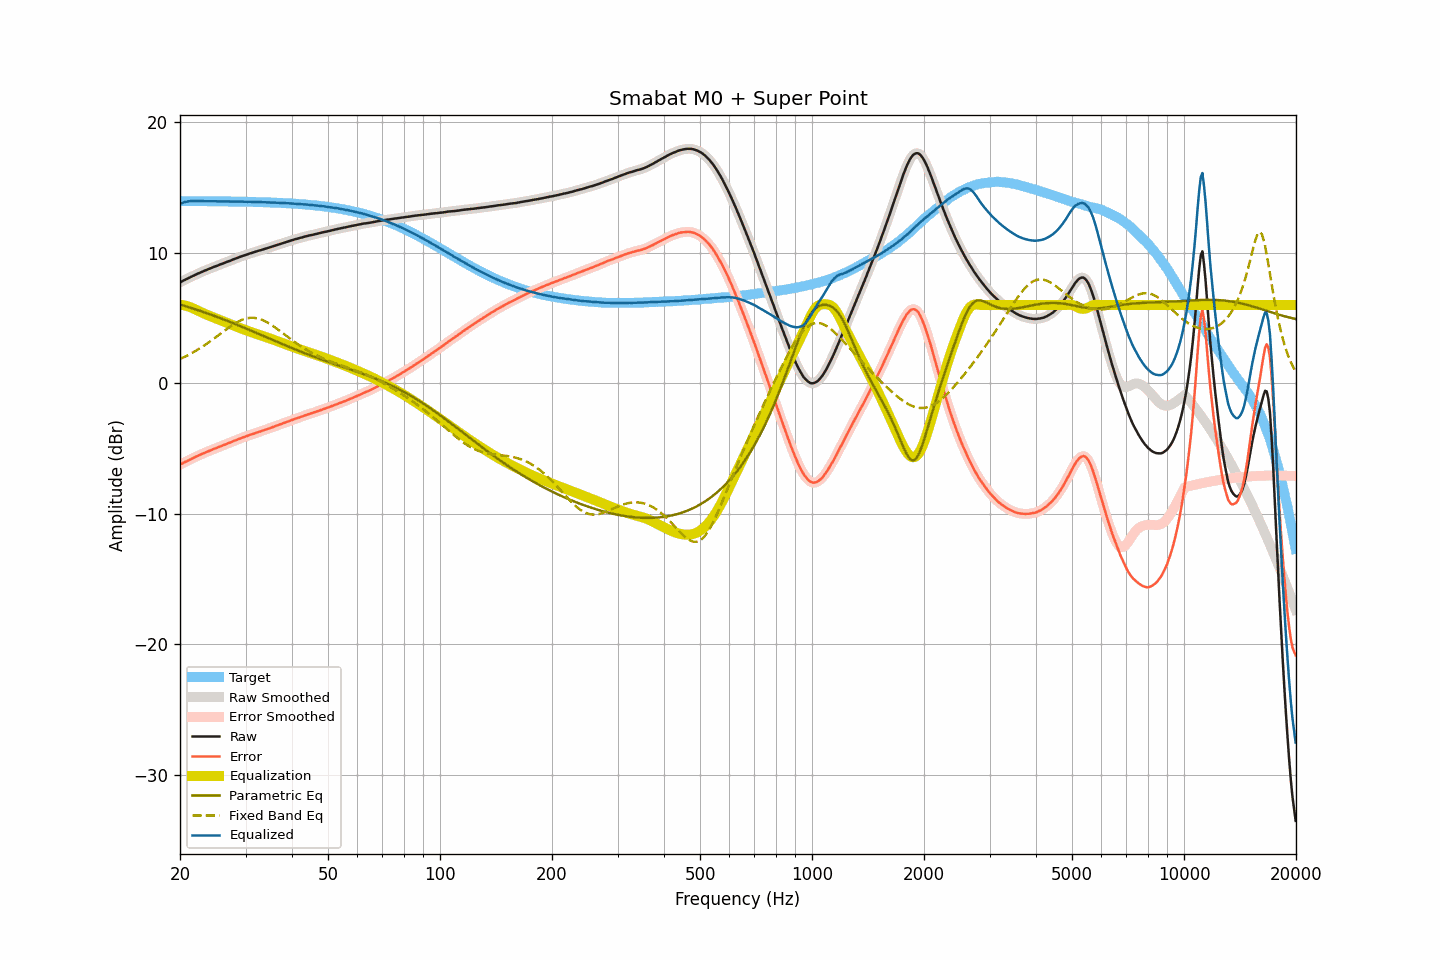 Smabat M0 + Super Point
20
10
0
−10
−20
−30
Amplitude (dBr)
Target
Raw Smoothed
Error Smoothed
Raw
Error
Equalization
Parametric Eq
Fixed Band Eq
Equalized
20 50 100 200 500 1000 2000 5000 10000 20000
Frequency (Hz)